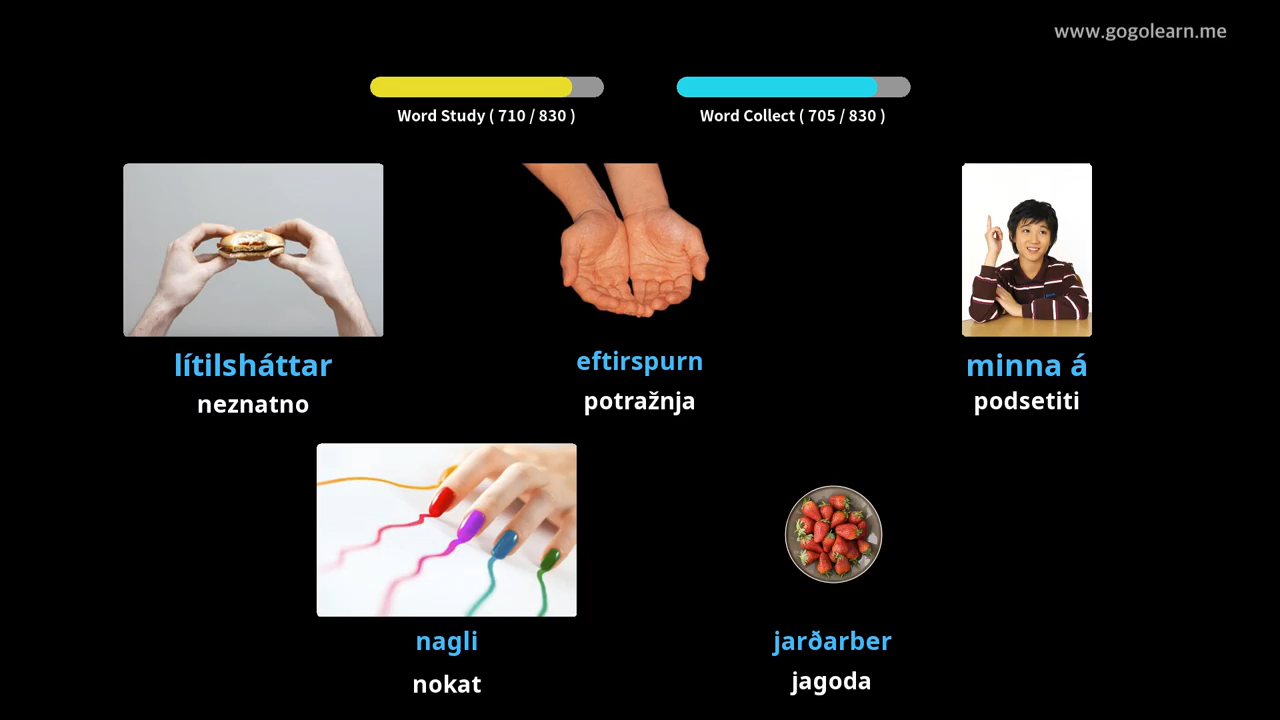 www.gogolearn.me
Word Study ( 710 / 830 )
Word Collect ( 705 / 830 )
lítilsháttar
neznatno
eftirspurn
potražnja
minna á
podsetiti
nagli
nokat
jarðarber
jagoda